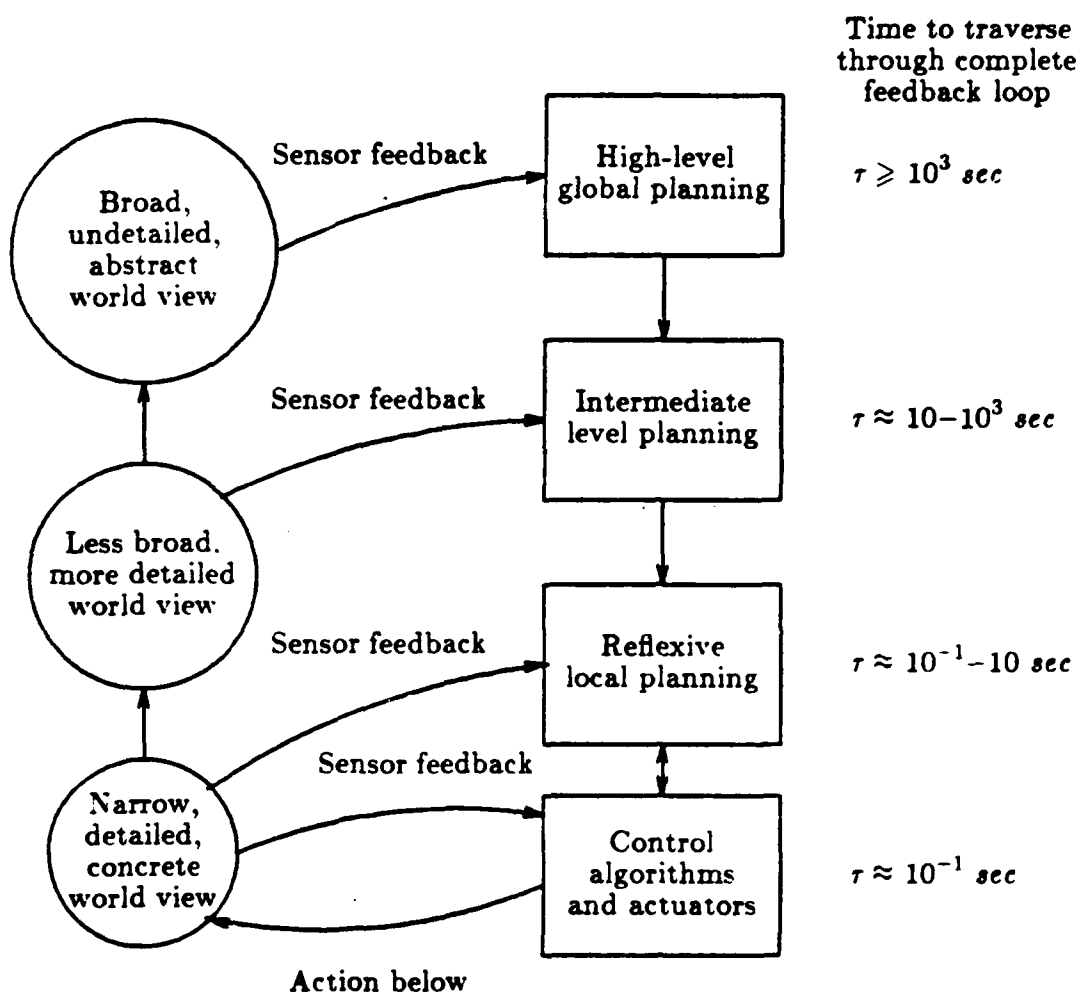 Time to traverse
through complete
feedback loop
Sensor feedback
High-level
global planning
τ ⩾ 10³ sec
Broad,
undetailed,
abstract
world view
Sensor feedback
Intermediate
level planning
τ ≈ 10–10³ sec
Less broad.
more detailed
world view
Sensor feedback
Reflexive
local planning
τ ≈ 10⁻¹–10 sec
Sensor feedback
Narrow,
detailed,
concrete
world view
Control
algorithms
and actuators
τ ≈ 10⁻¹ sec
Action below